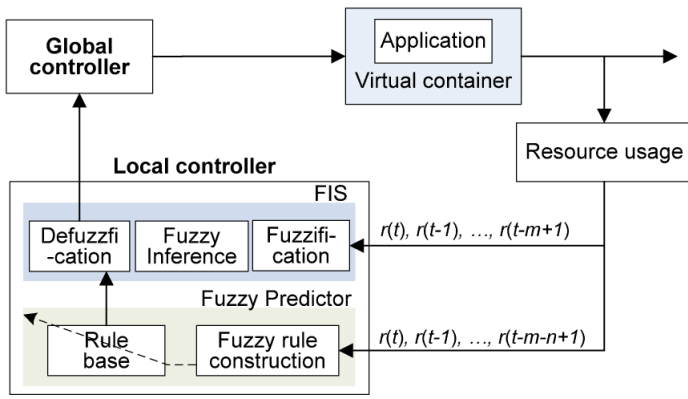 Global
controller
Application
Virtual container
Resource usage
Local controller
FIS
Defuzzfi
-cation
Fuzzy
Inference
Fuzzifi-
cation
r(t), r(t-1), …, r(t-m+1)
Fuzzy Predictor
Rule
base
Fuzzy rule
construction
r(t), r(t-1), …, r(t-m-n+1)